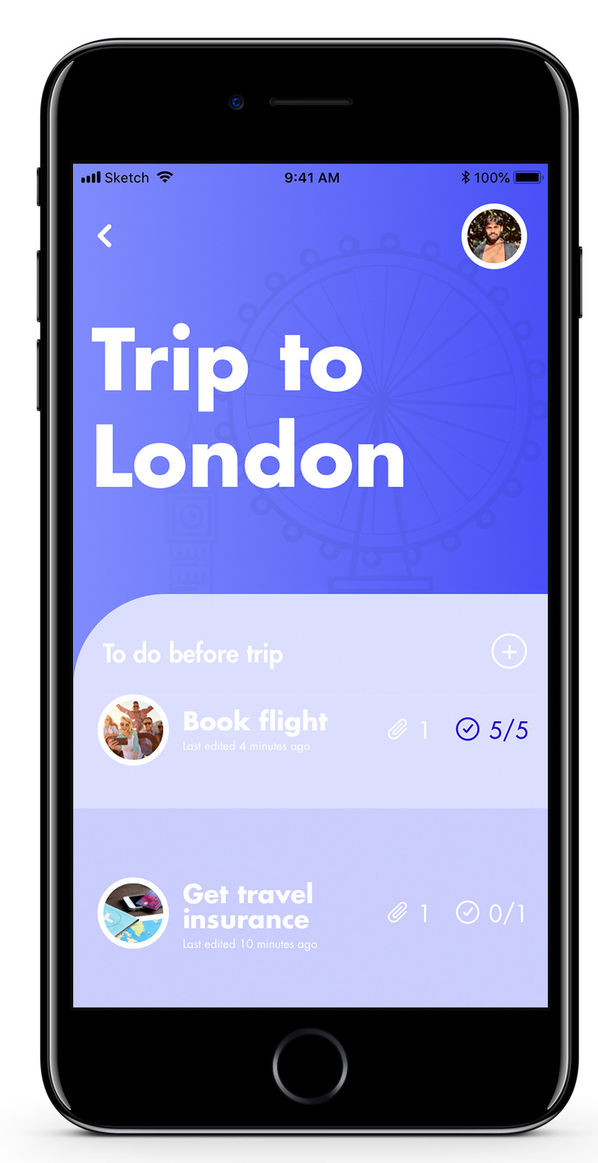 Sketch 9:41 AM 100%
Trip to
London
To do before trip
Book flight
Last edited 4 minutes ago
1 5/5
Get travel
insurance
Last edited 10 minutes ago
1 0/1